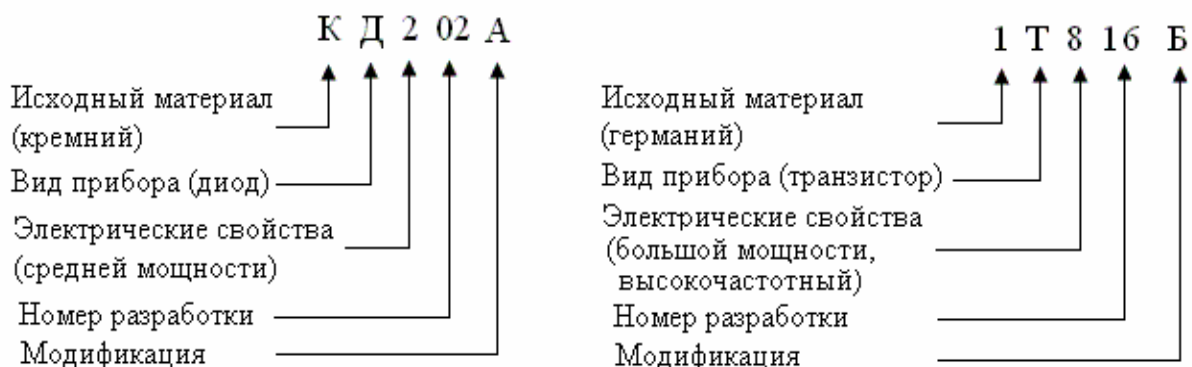 К Д 2 02 А
Исходный материал
(кремний)
Вид прибора (диод)
Электрические свойства
(средней мощности)
Номер разработки
Модификация
1 Т 8 16 Б
Исходный материал
(германий)
Вид прибора (транзистор)
Электрические свойства
(большой мощности,
высокочастотный)
Номер разработки
Модификация